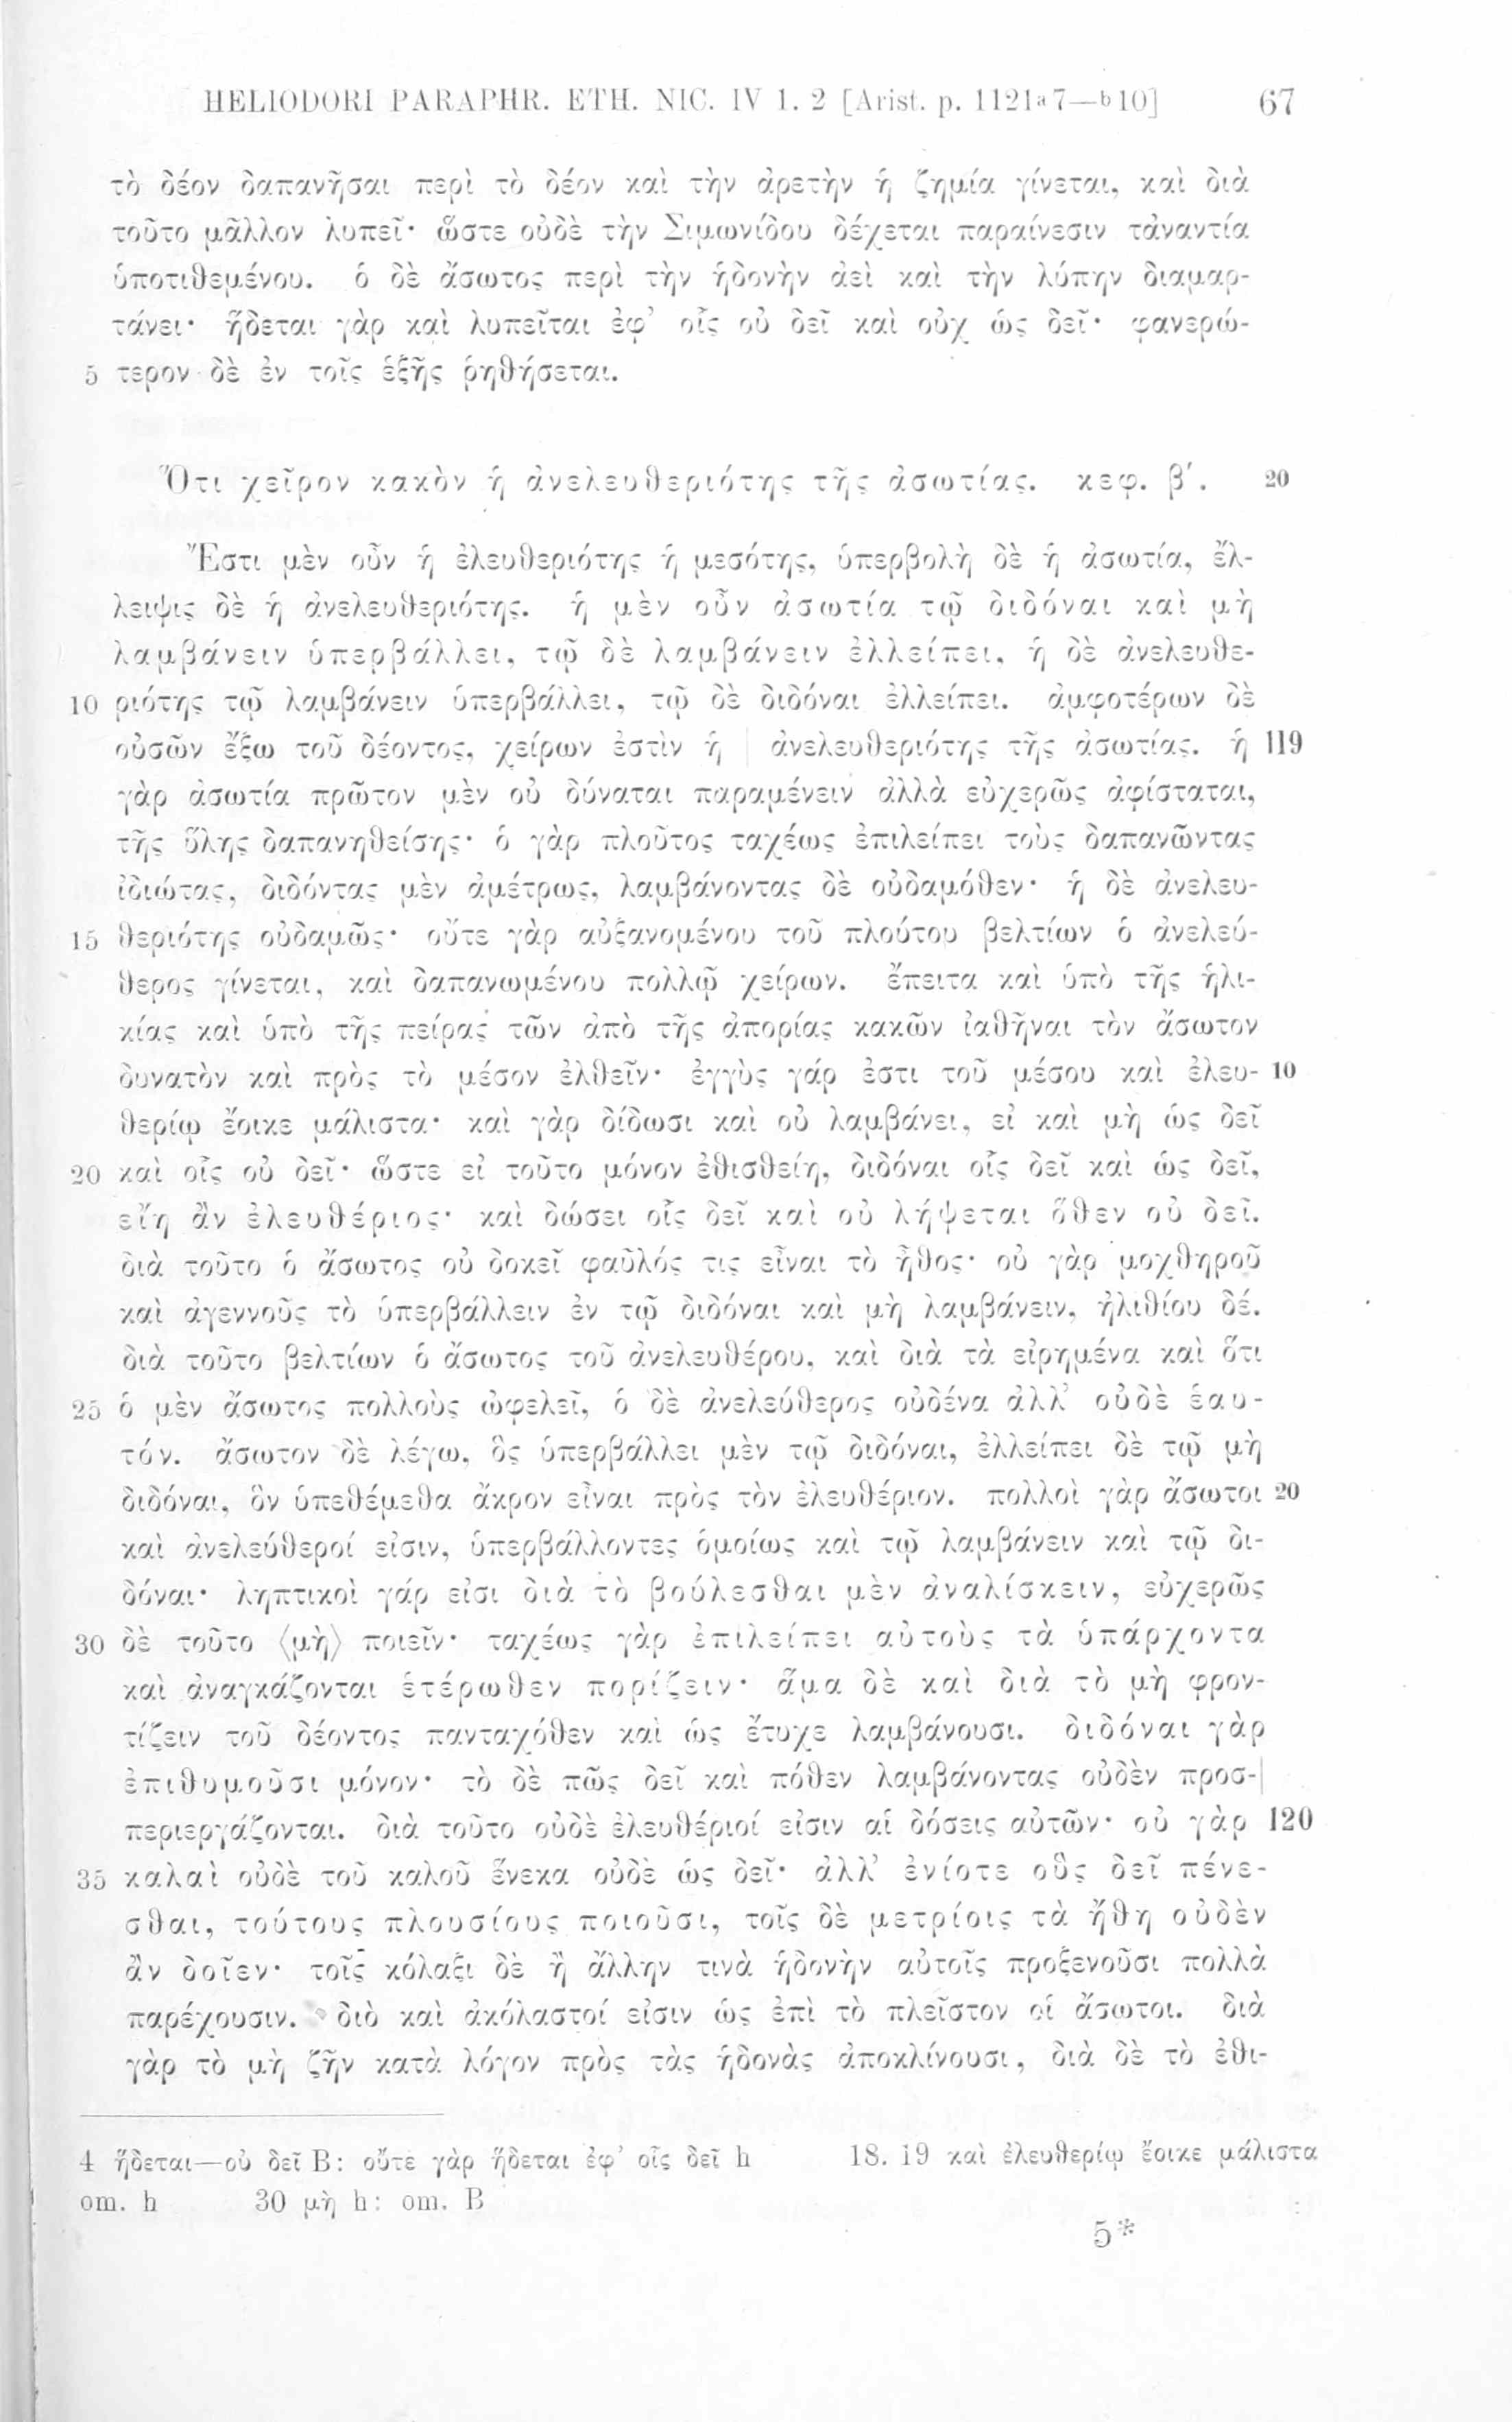 HELIODORI PARAPHR. ETH. NIC. IV 1. 2 [Arist. p. 1121a7—b10] 67
τὸ δέον δαπανῆσαι περὶ τὸ δέον καὶ τὴν ἀρετὴν ἡ ζημία γίνεται, καὶ διὰ
τοῦτο μᾶλλον λυπεῖ· ὥστε οὐδὲ τὴν Σιμωνίδου δέχεται παραίνεσιν τἀναντία
ὑποτιθεμένου. ὁ δὲ ἄσωτος περὶ τὴν ἡδονὴν ἀεὶ καὶ τὴν λύπην διαμαρ-
τάνει· ἥδεται γὰρ καὶ λυπεῖται ἐφ’ οἷς οὐ δεῖ καὶ οὐχ ὡς δεῖ· φανερώ-
5 τερον δὲ ἐν τοῖς ἑξῆς ῥηθήσεται.
Ὅτι χεῖρον κακὸν ἡ ἀνελευθεριότης τῆς ἀσωτίας. κεφ. β΄. 20
Ἔστι μὲν οὖν ἡ ἐλευθεριότης ἡ μεσότης, ὑπερβολὴ δὲ ἡ ἀσωτία, ἔλ-
λειψις δὲ ἡ ἀνελευθεριότης. ἡ μὲν οὖν ἀσωτία τῷ διδόναι καὶ μὴ
λαμβάνειν ὑπερβάλλει, τῷ δὲ λαμβάνειν ἐλλείπει, ἡ δὲ ἀνελευθε-
10 ριότης τῷ λαμβάνειν ὑπερβάλλει, τῷ δὲ διδόναι ἐλλείπει. ἀμφοτέρων δὲ
οὐσῶν ἔξω τοῦ δέοντος, χείρων ἐστὶν ἡ | ἀνελευθεριότης τῆς ἀσωτίας. ἡ 119
γὰρ ἀσωτία πρῶτον μὲν οὐ δύναται παραμένειν ἀλλὰ εὐχερῶς ἀφίσταται,
τῆς ὕλης δαπανηθείσης· ὁ γὰρ πλοῦτος ταχέως ἐπιλείπει τοὺς δαπανῶντας
ἰδιώτας, διδόντας μὲν ἀμέτρως, λαμβάνοντας δὲ οὐδαμόθεν· ἡ δὲ ἀνελευ-
15 θεριότης οὐδαμῶς· οὔτε γὰρ αὐξανομένου τοῦ πλούτου βελτίων ὁ ἀνελεύ-
θερος γίνεται, καὶ δαπανωμένου πολλῷ χείρων. ἔπειτα καὶ ὑπὸ τῆς ἡλι-
κίας καὶ ὑπὸ τῆς πείρας τῶν ἀπὸ τῆς ἀπορίας κακῶν ἰαθῆναι τὸν ἄσωτον
δυνατὸν καὶ πρὸς τὸ μέσον ἐλθεῖν· ἐγγὺς γάρ ἐστι τοῦ μέσου καὶ ἐλευ- 10
θερίῳ ἔοικε μάλιστα· καὶ γὰρ δίδωσι καὶ οὐ λαμβάνει, εἰ καὶ μὴ ὡς δεῖ
20 καὶ οἷς οὐ δεῖ· ὥστε εἰ τοῦτο μόνον ἐθισθείη, διδόναι οἷς δεῖ καὶ ὡς δεῖ,
εἴη ἂν ἐλευθέριος· καὶ δώσει οἷς δεῖ καὶ οὐ λήψεται ὅθεν οὐ δεῖ.
διὰ τοῦτο ὁ ἄσωτος οὐ δοκεῖ φαῦλός τις εἶναι τὸ ἦθος· οὐ γὰρ μοχθηροῦ
καὶ ἀγεννοῦς τὸ ὑπερβάλλειν ἐν τῷ διδόναι καὶ μὴ λαμβάνειν, ἠλιθίου δέ.
διὰ τοῦτο βελτίων ὁ ἄσωτος τοῦ ἀνελευθέρου, καὶ διὰ τὰ εἰρημένα καὶ ὅτι
25 ὁ μὲν ἄσωτος πολλοὺς ὠφελεῖ, ὁ δὲ ἀνελεύθερος οὐδένα ἀλλ’ οὐδὲ ἑαυ-
τόν. ἄσωτον δὲ λέγω, ὃς ὑπερβάλλει μὲν τῷ διδόναι, ἐλλείπει δὲ τῷ μὴ
διδόναι, ὃν ὑπεθέμεθα ἄκρον εἶναι πρὸς τὸν ἐλευθέριον. πολλοὶ γὰρ ἄσωτοι 20
καὶ ἀνελεύθεροί εἰσιν, ὑπερβάλλοντες ὁμοίως καὶ τῷ λαμβάνειν καὶ τῷ δι-
δόναι· ληπτικοὶ γάρ εἰσι διὰ τὸ βούλεσθαι μὲν ἀναλίσκειν, εὐχερῶς
30 δὲ τοῦτο ⟨μὴ⟩ ποιεῖν· ταχέως γὰρ ἐπιλείπει αὐτοὺς τὰ ὑπάρχοντα
καὶ ἀναγκάζονται ἑτέρωθεν πορίζειν· ἅμα δὲ καὶ διὰ τὸ μὴ φρον-
τίζειν τοῦ δέοντος πανταχόθεν καὶ ὡς ἔτυχε λαμβάνουσι. διδόναι γὰρ
ἐπιθυμοῦσι μόνον· τὸ δὲ πῶς δεῖ καὶ πόθεν λαμβάνοντας οὐδὲν προσ-|
περιεργάζονται. διὰ τοῦτο οὐδὲ ἐλευθέριοί εἰσιν αἱ δόσεις αὐτῶν· οὐ γὰρ 120
35 καλαὶ οὐδὲ τοῦ καλοῦ ἕνεκα οὐδὲ ὡς δεῖ· ἀλλ’ ἐνίοτε οὓς δεῖ πένε-
σθαι, τούτους πλουσίους ποιοῦσι, τοῖς δὲ μετρίοις τὰ ἤθη οὐδὲν
ἂν δοῖεν· τοῖς κόλαξι δὲ ἢ ἄλλην τινὰ ἡδονὴν αὐτοῖς προξενοῦσι πολλὰ
παρέχουσιν. διὸ καὶ ἀκόλαστοί εἰσιν ὡς ἐπὶ τὸ πλεῖστον οἱ ἄσωτοι. διὰ
γὰρ τὸ μὴ ζῆν κατὰ λόγον πρὸς τὰς ἡδονὰς ἀποκλίνουσι, διὰ δὲ τὸ ἐθι-
4 ἥδεται—οὐ δεῖ B: οὔτε γὰρ ἥδεται ἐφ’ οἷς δεῖ h 18. 19 καὶ ἐλευθερίῳ ἔοικε μάλιστα
om. h 30 μὴ h: om. B
5*